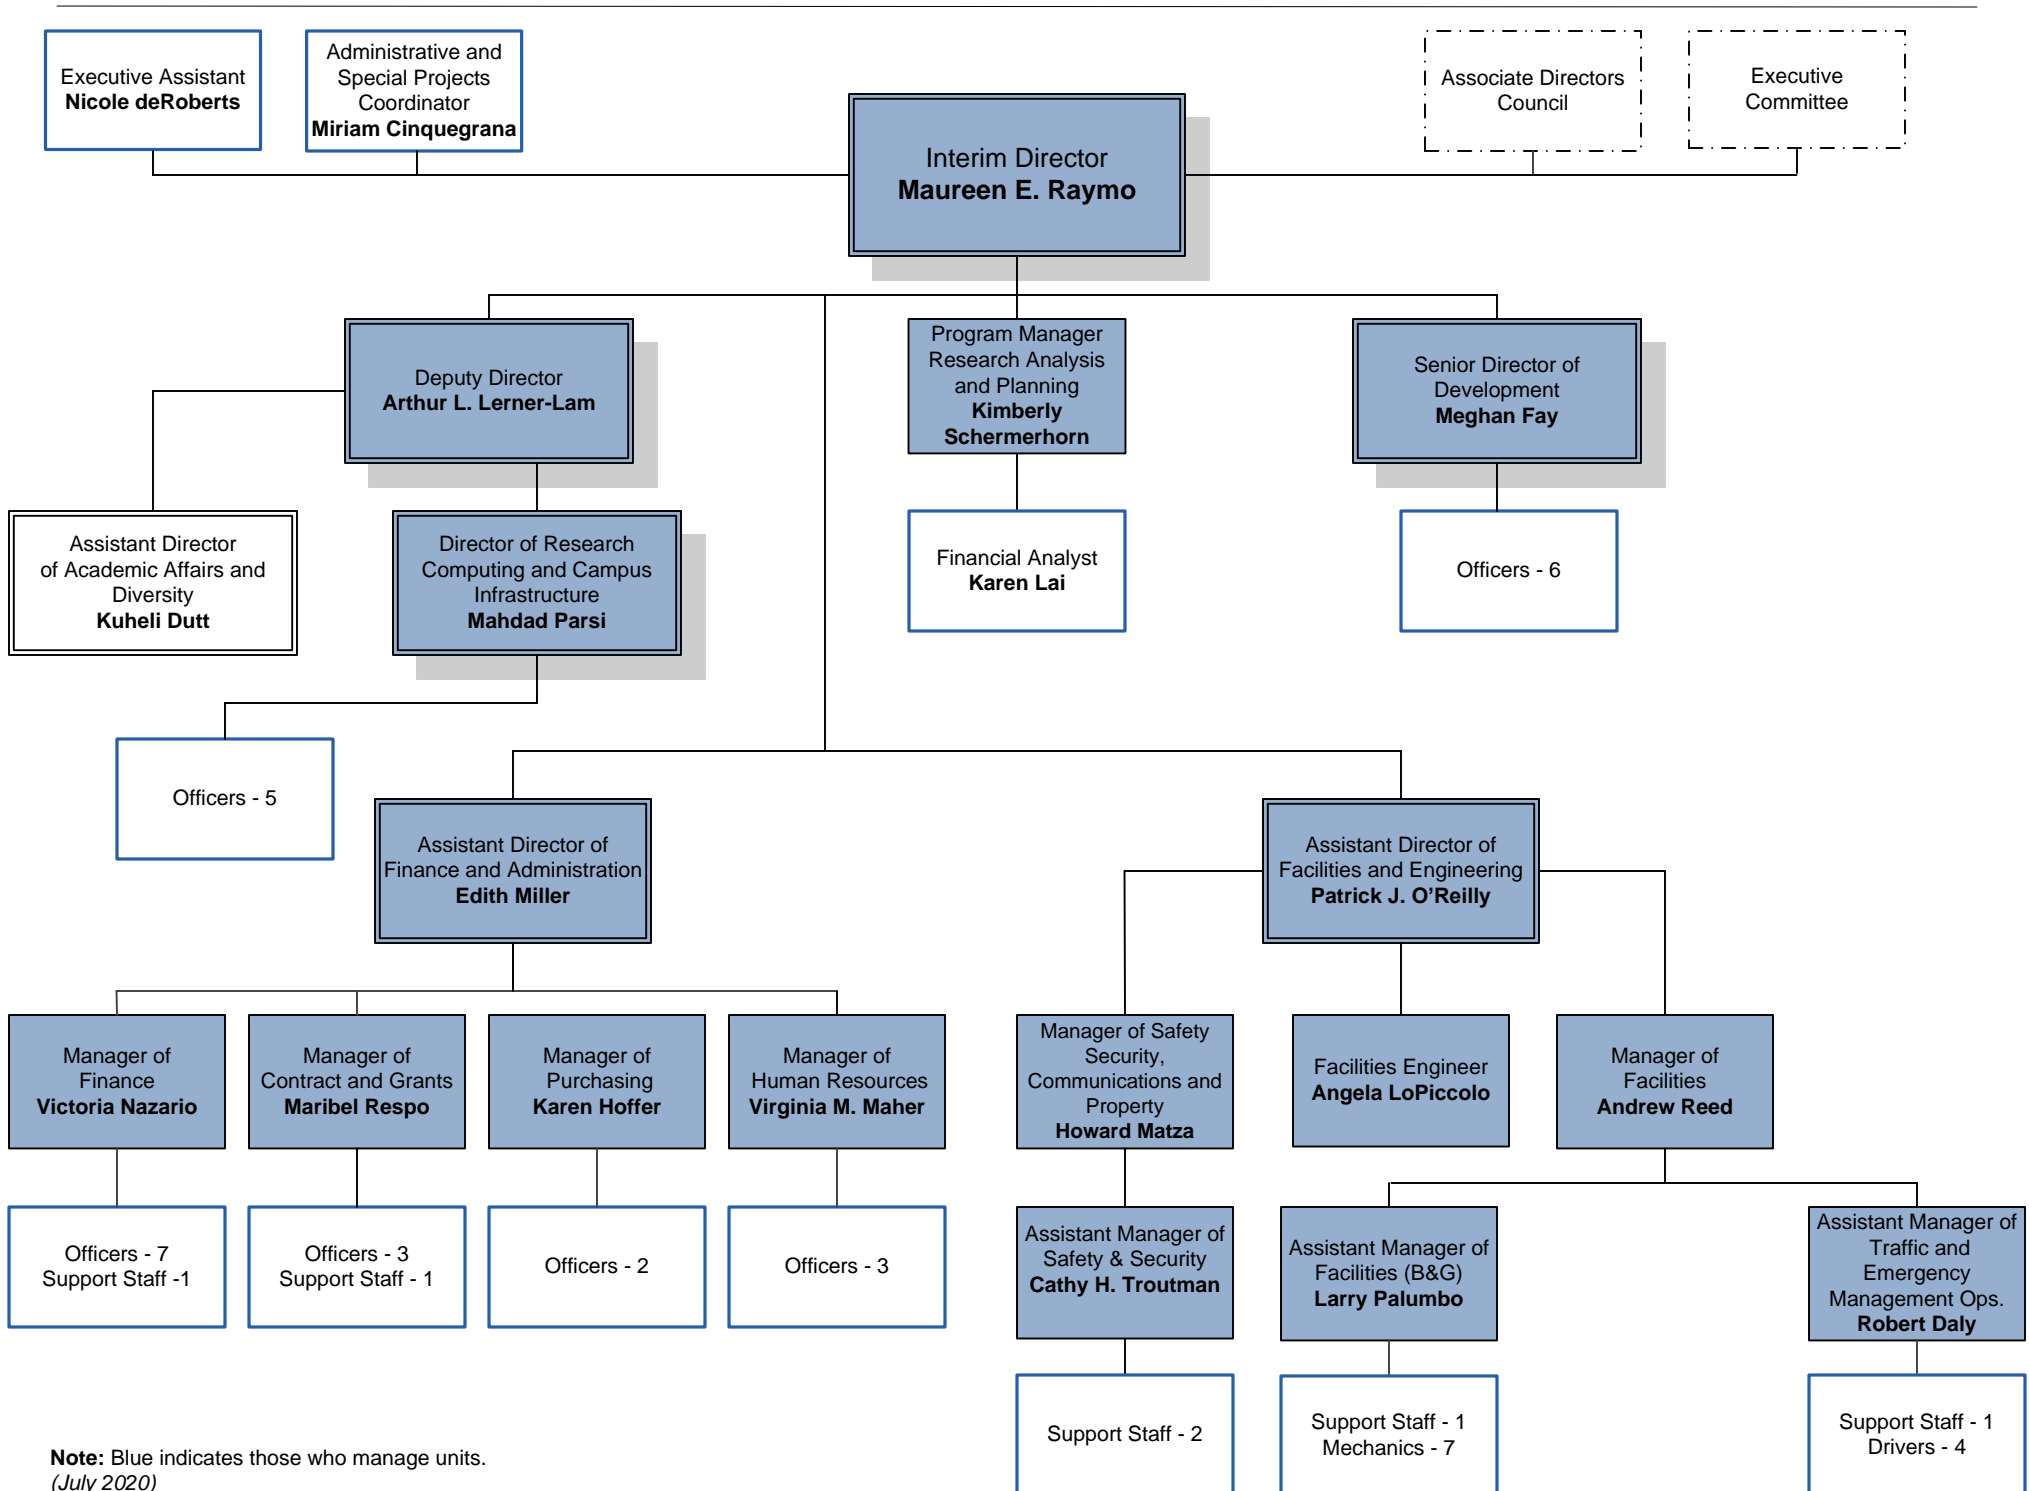 Executive Assistant
Nicole deRoberts
Administrative and
Special Projects
Coordinator
Miriam Cinquegrana
Interim Director
Maureen E. Raymo
Associate Directors
Council
Executive
Committee
Deputy Director
Arthur L. Lerner-Lam
Program Manager
Research Analysis
and Planning
Kimberly
Schermerhorn
Senior Director of
Development
Meghan Fay
Assistant Director
of Academic Affairs and
Diversity
Kuheli Dutt
Director of Research
Computing and Campus
Infrastructure
Mahdad Parsi
Financial Analyst
Karen Lai
Officers - 6
Officers - 5
Assistant Director of
Finance and Administration
Edith Miller
Assistant Director of
Facilities and Engineering
Patrick J. O’Reilly
Manager of
Finance
Victoria Nazario
Manager of
Contract and Grants
Maribel Respo
Manager of
Purchasing
Karen Hoffer
Manager of
Human Resources
Virginia M. Maher
Manager of Safety
Security,
Communications and
Property
Howard Matza
Facilities Engineer
Angela LoPiccolo
Manager of
Facilities
Andrew Reed
Officers - 7
Support Staff -1
Officers - 3
Support Staff - 1
Officers - 2
Officers - 3
Assistant Manager of
Safety & Security
Cathy H. Troutman
Assistant Manager of
Facilities (B&G)
Larry Palumbo
Assistant Manager of
Traffic and
Emergency
Management Ops.
Robert Daly
Support Staff - 2
Support Staff - 1
Mechanics - 7
Support Staff - 1
Drivers - 4
Note: Blue indicates those who manage units.
(July 2020)